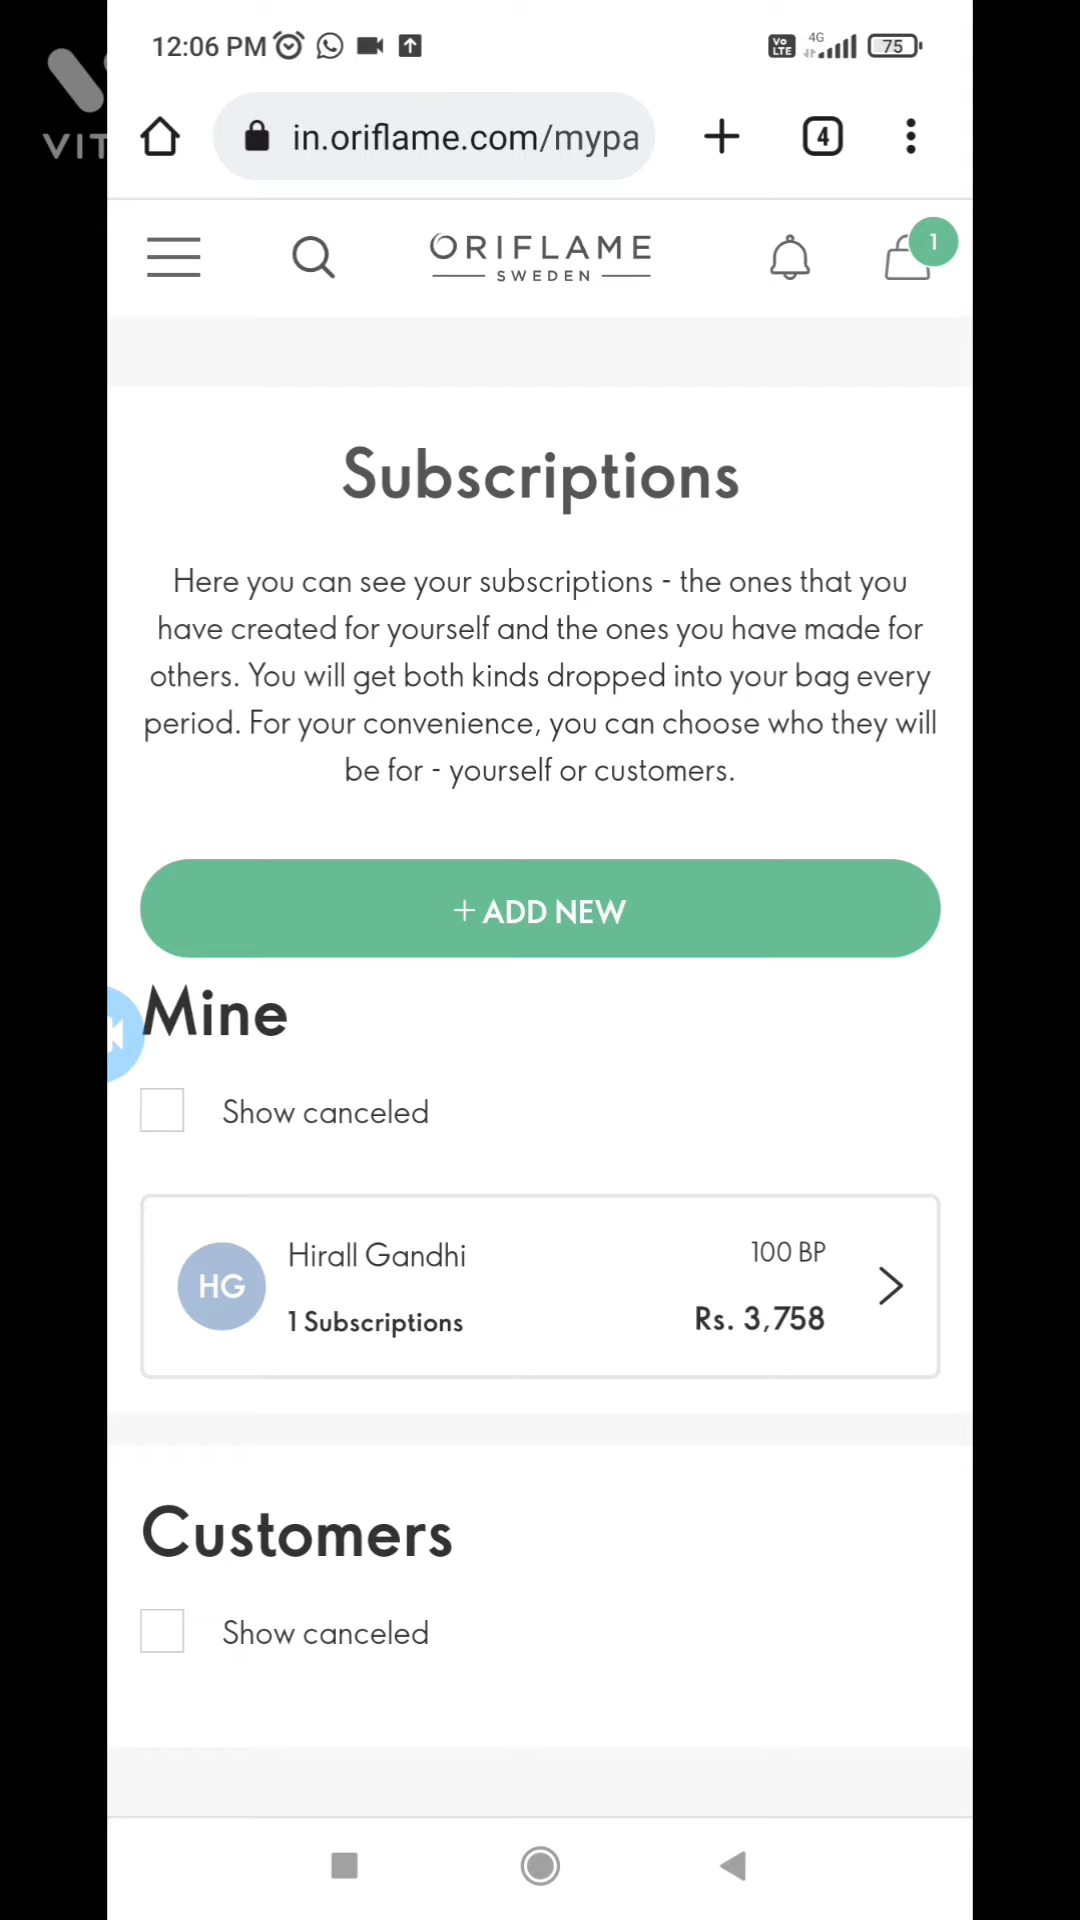 12:06 PM
Vo LTE
4G
75
VIT
4
in.oriflame.com/mypa
1
ORIFLAME
SWEDEN
Subscriptions
Here you can see your subscriptions - the ones that you
have created for yourself and the ones you have made for
others. You will get both kinds dropped into your bag every
period. For your convenience, you can choose who they will
be for - yourself or customers.
+ ADD NEW
Mine
Show canceled
HG
Hirall Gandhi
100 BP
1 Subscriptions
Rs. 3,758
Customers
Show canceled